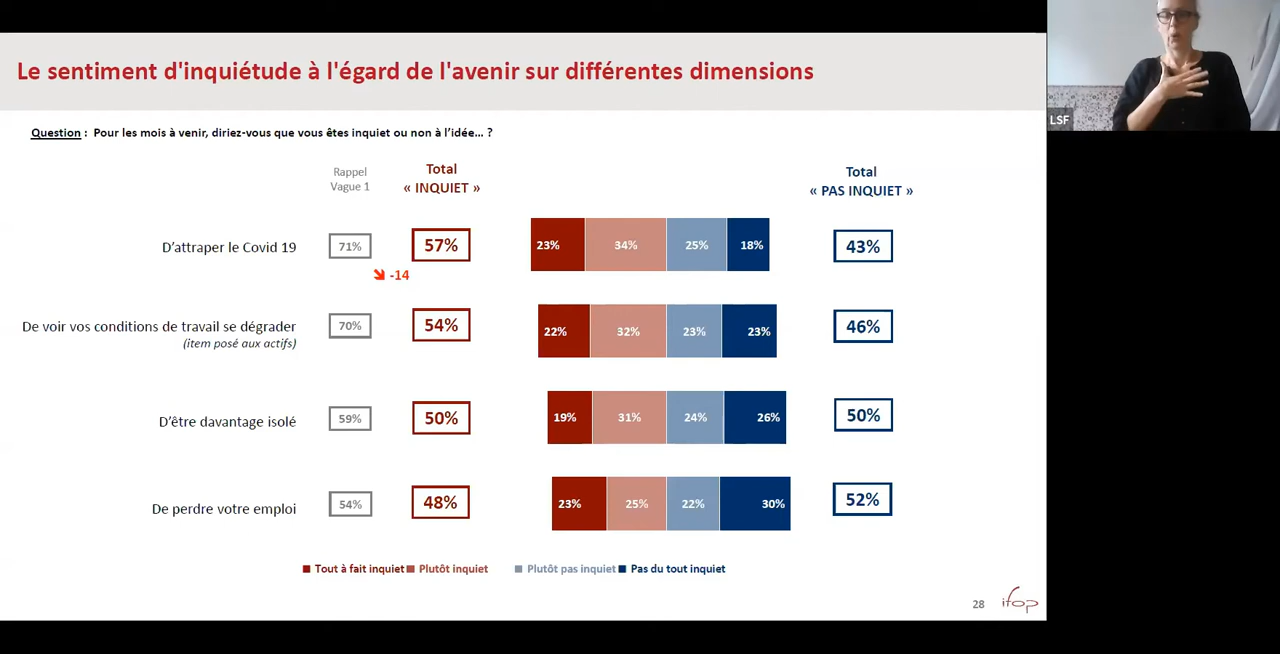 Le sentiment d'inquiétude à l'égard de l'avenir sur différentes dimensions
LSF
Question : Pour les mois à venir, diriez-vous que vous êtes inquiet ou non à l'idée… ?
Rappel
Vague 1
Total
« INQUIET »
Total
« PAS INQUIET »
D'attraper le Covid 19 71% 57% 23% 34% 25% 18% 43%
-14
De voir vos conditions de travail se dégrader 70% 54% 22% 32% 23% 23% 46%
(item posé aux actifs)
D'être davantage isolé 59% 50% 19% 31% 24% 26% 50%
De perdre votre emploi 54% 48% 23% 25% 22% 30% 52%
Tout à fait inquiet Plutôt inquiet Plutôt pas inquiet Pas du tout inquiet
28 ifop